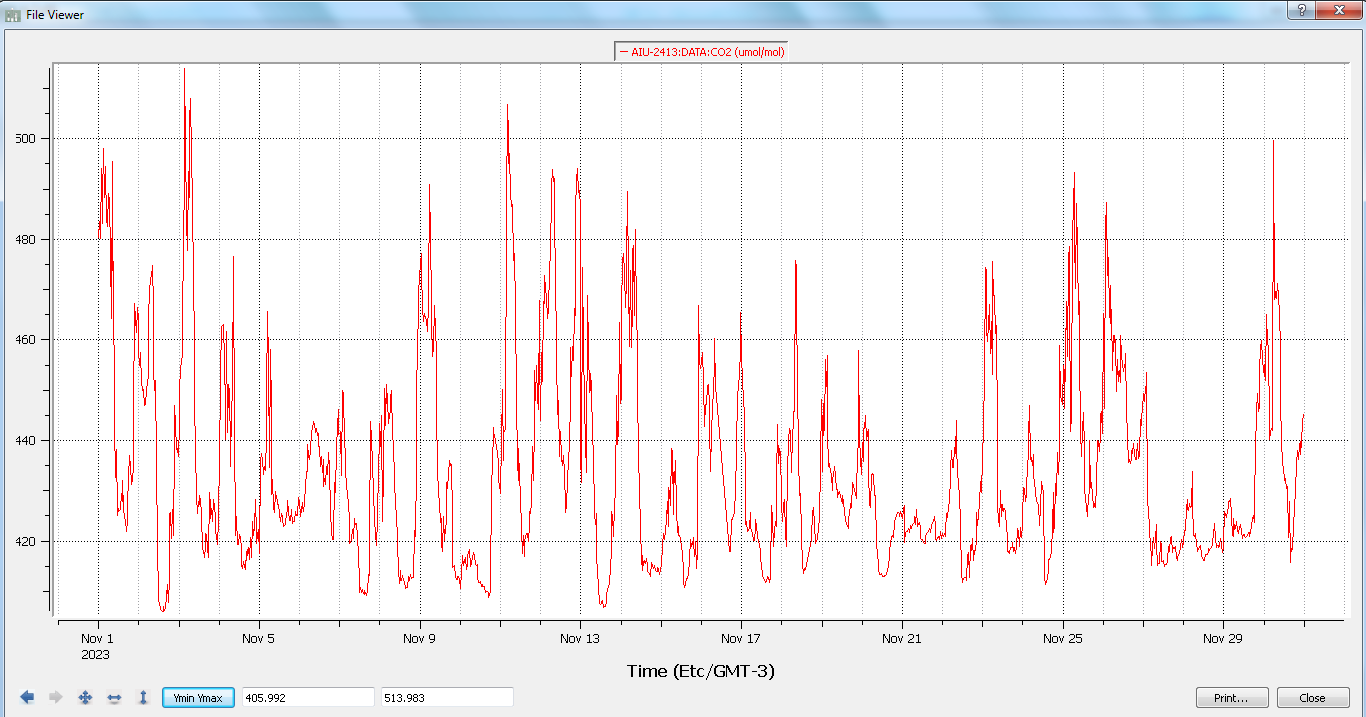 File Viewer
AIU-2413:DATA:CO2 (umol/mol)
500
480
460
440
420
Nov 1 Nov 5 Nov 9 Nov 13 Nov 17 Nov 21 Nov 25 Nov 29
2023
Time (Etc/GMT-3)
Ymin Ymax 405.992 513.983 Print... Close